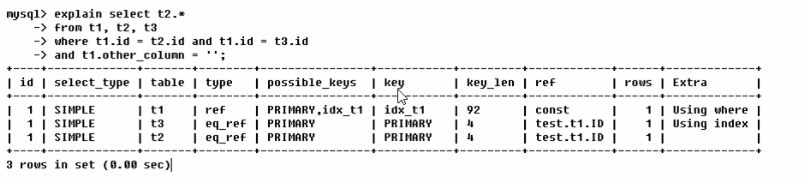 mysql> explain select t2.*
    -> from t1, t2, t3
    -> where t1.id = t2.id and t1.id = t3.id
    -> and t1.other_column = '';
+----+-------------+-------+--------+----------------+---------+---------+------------+------+-------------+
| id | select_type | table | type | possible_keys | key | key_len | ref | rows | Extra |
+----+-------------+-------+--------+----------------+---------+---------+------------+------+-------------+
| 1 | SIMPLE | t1 | ref | PRIMARY,idx_t1 | idx_t1 | 92 | const | 1 | Using where |
| 1 | SIMPLE | t3 | eq_ref | PRIMARY | PRIMARY | 4 | test.t1.ID | 1 | Using index |
| 1 | SIMPLE | t2 | eq_ref | PRIMARY | PRIMARY | 4 | test.t1.ID | 1 | |
+----+-------------+-------+--------+----------------+---------+---------+------------+------+-------------+
3 rows in set (0.00 sec)